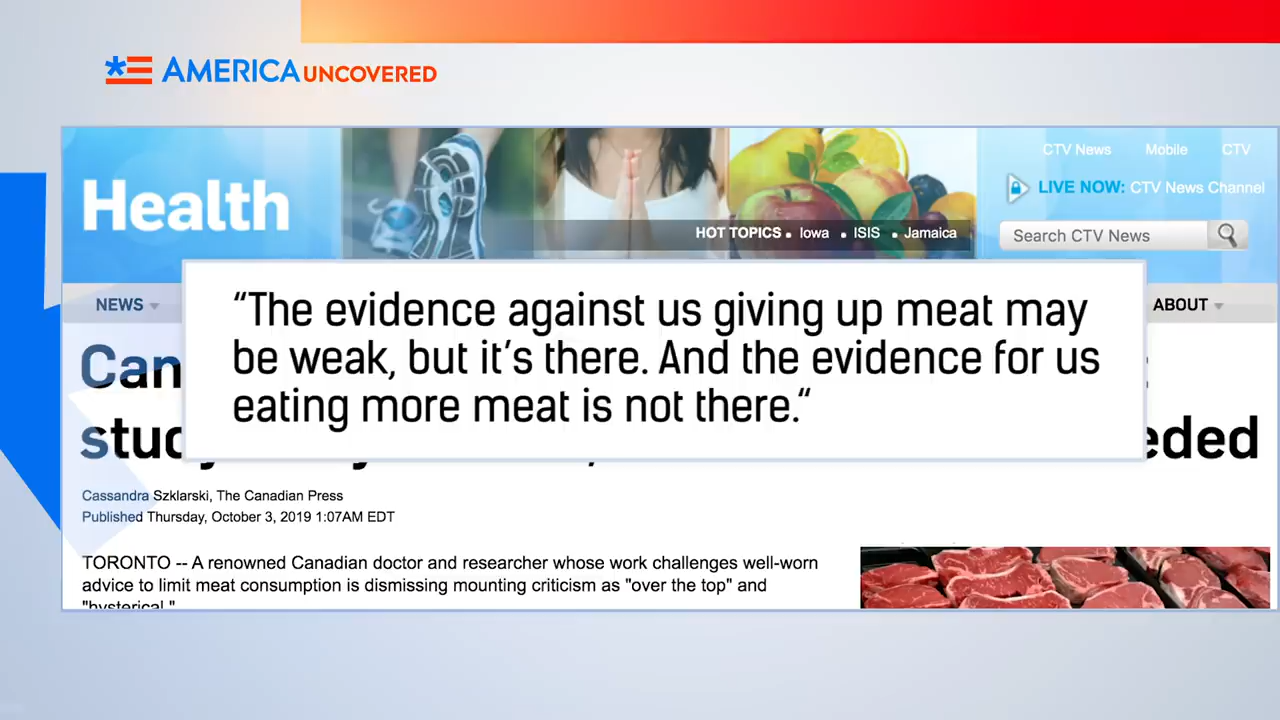 AMERICA UNCOVERED
Health
CTV News Mobile CTV
LIVE NOW: CTV News Channel
HOT TOPICS • Iowa • ISIS • Jamaica
Search CTV News
NEWS
ABOUT
“The evidence against us giving up meat may
be weak, but it’s there. And the evidence for us
eating more meat is not there.“
Cassandra Szklarski, The Canadian Press
Published Thursday, October 3, 2019 1:07AM EDT
TORONTO -- A renowned Canadian doctor and researcher whose work challenges well-worn
advice to limit meat consumption is dismissing mounting criticism as "over the top" and
"hysterical."